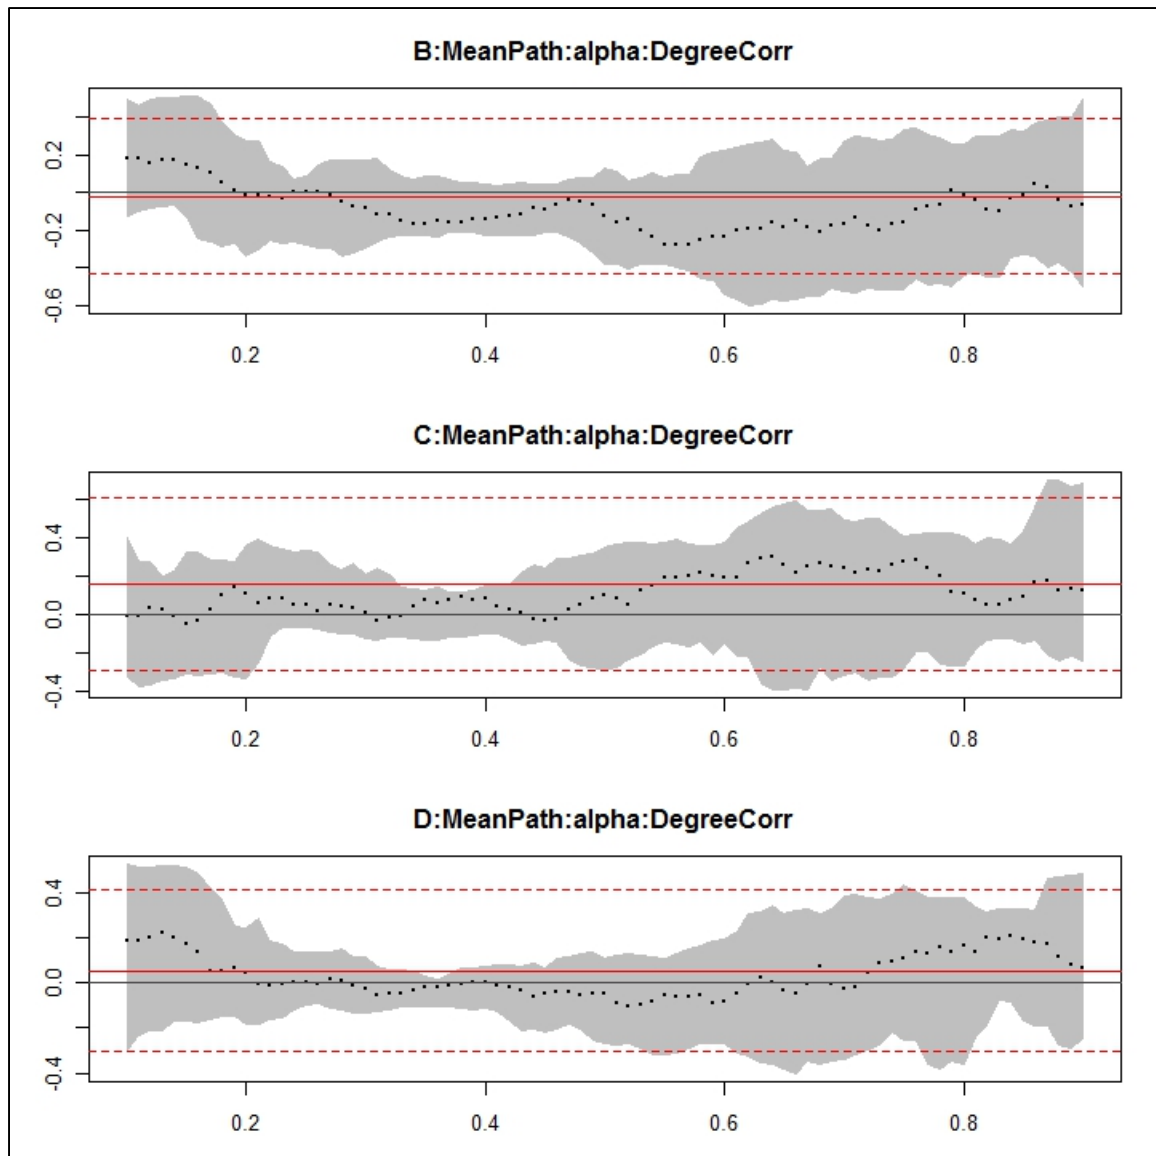 B:MeanPath:alpha:DegreeCorr
0.2
-0.2
-0.6
0.2 0.4 0.6 0.8
C:MeanPath:alpha:DegreeCorr
0.4
0.0
-0.4
0.2 0.4 0.6 0.8
D:MeanPath:alpha:DegreeCorr
0.4
0.0
-0.4
0.2 0.4 0.6 0.8